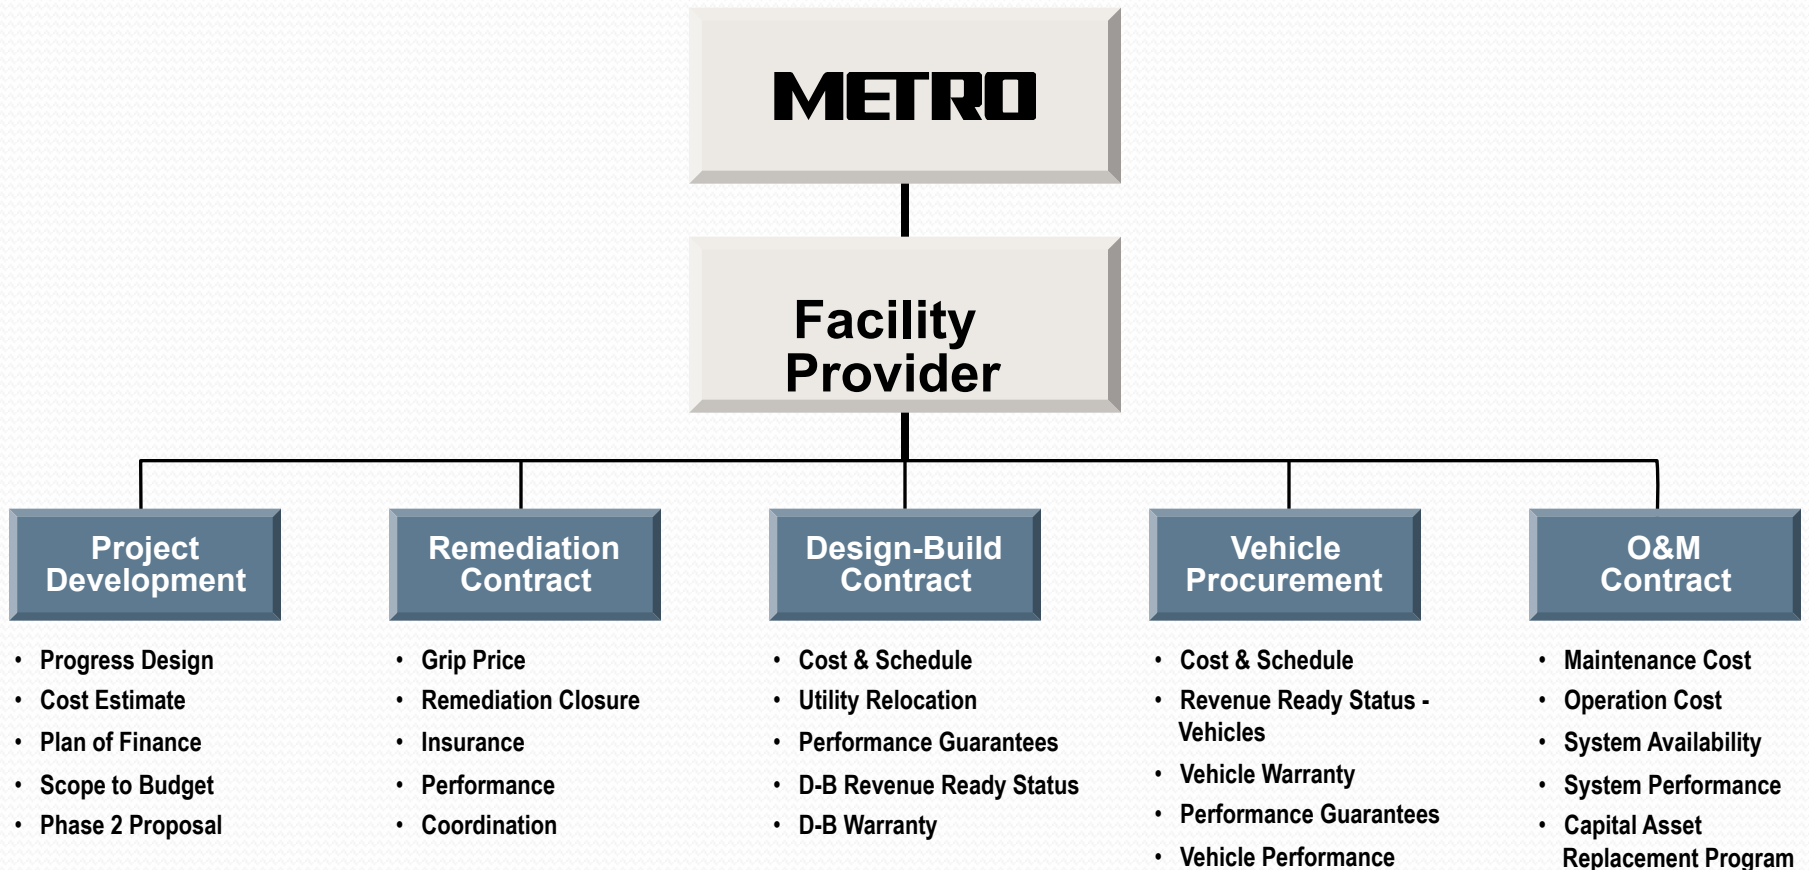 METRO
Facility
Provider
Project
Development
• Progress Design
• Cost Estimate
• Plan of Finance
• Scope to Budget
• Phase 2 Proposal
Remediation
Contract
• Grip Price
• Remediation Closure
• Insurance
• Performance
• Coordination
Design-Build
Contract
• Cost & Schedule
• Utility Relocation
• Performance Guarantees
• D-B Revenue Ready Status
• D-B Warranty
Vehicle
Procurement
• Cost & Schedule
• Revenue Ready Status -
Vehicles
• Vehicle Warranty
• Performance Guarantees
• Vehicle Performance
O&M
Contract
• Maintenance Cost
• Operation Cost
• System Availability
• System Performance
• Capital Asset
Replacement Program